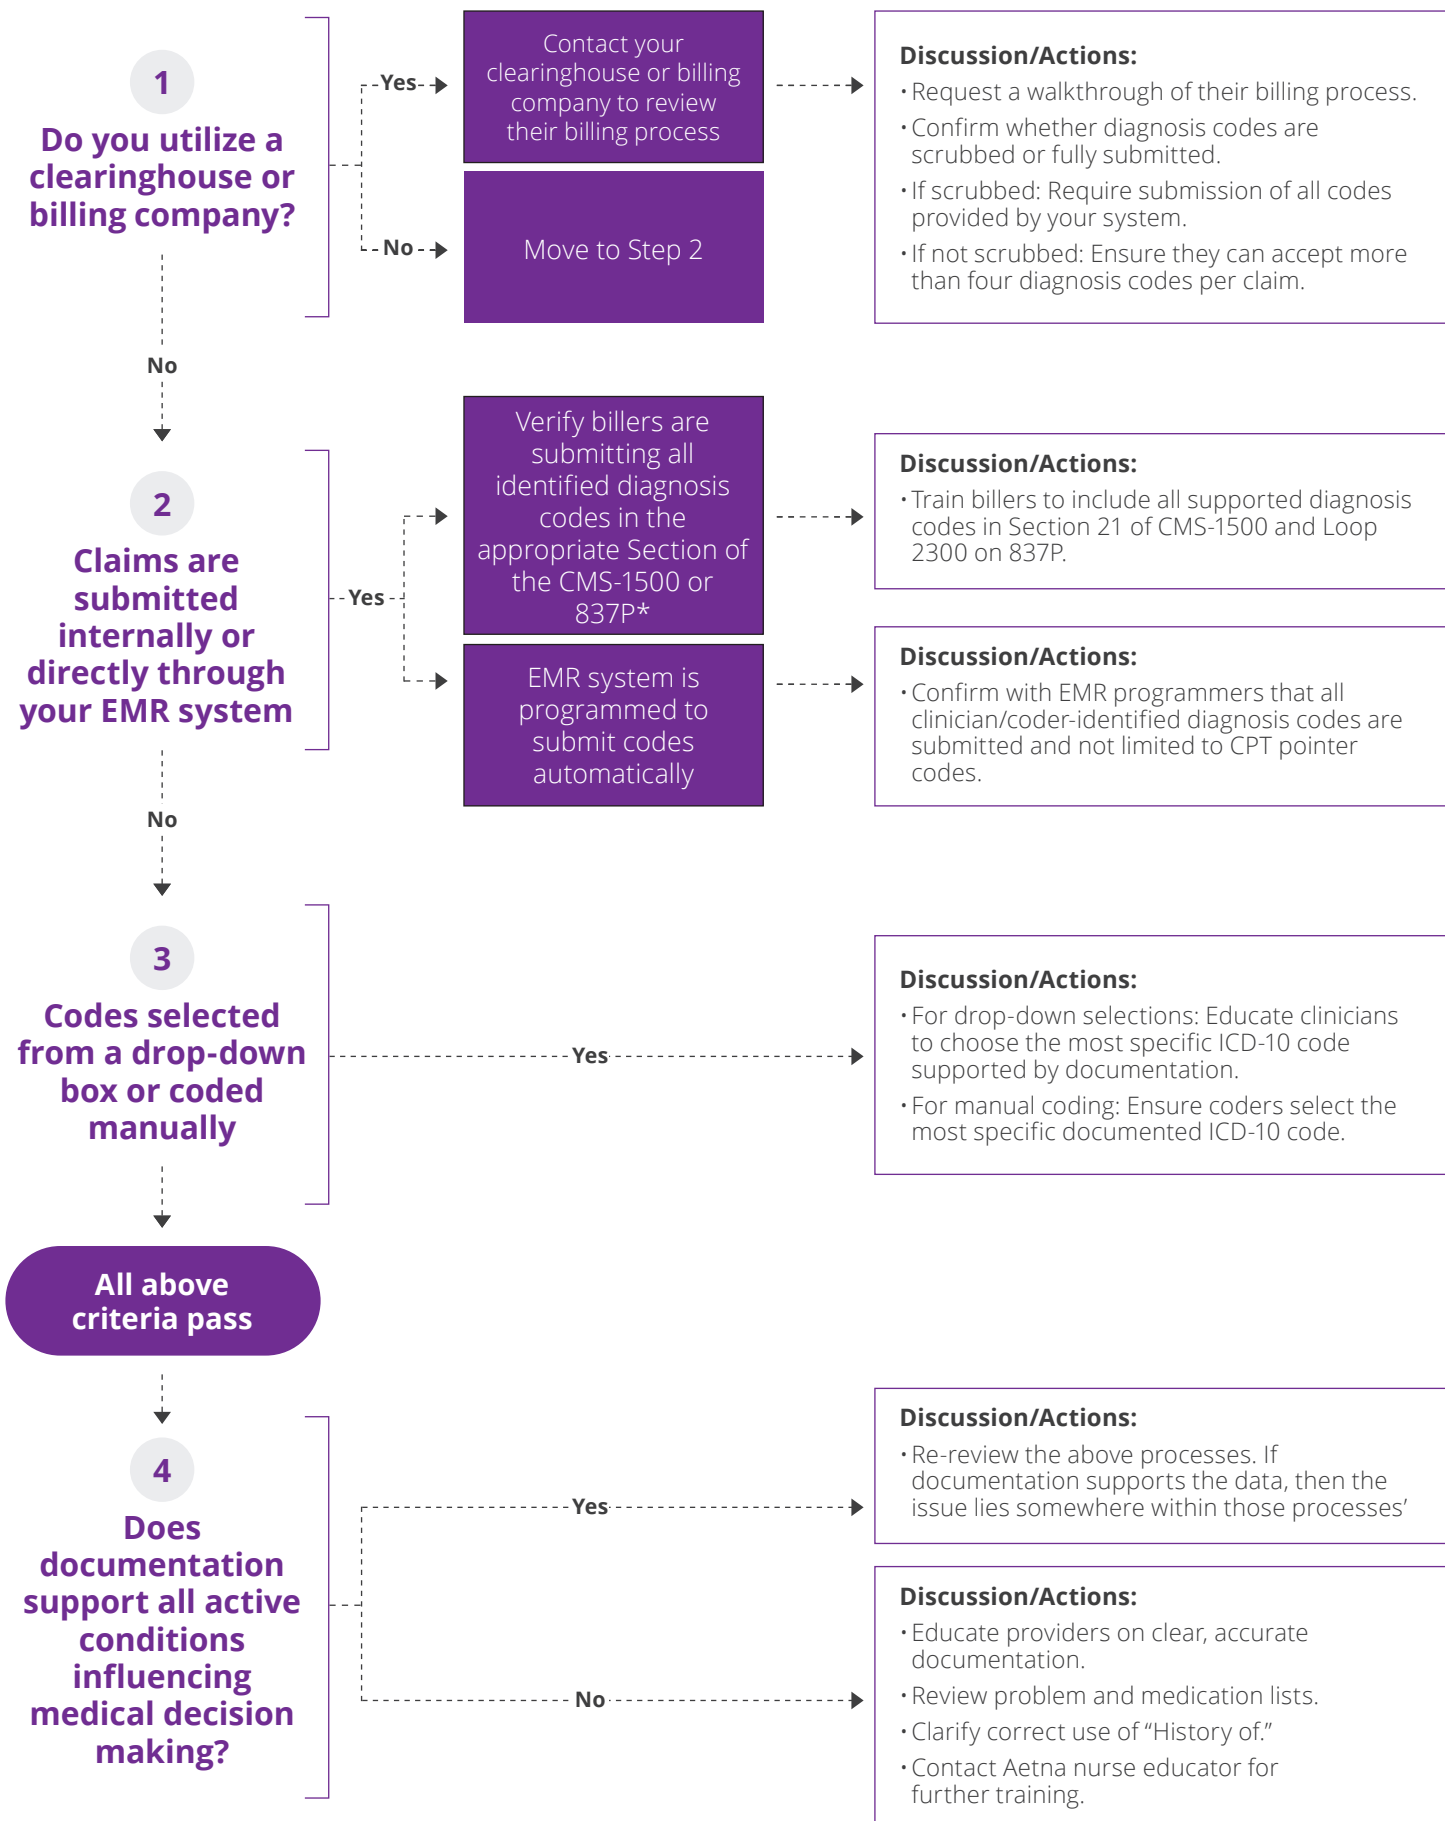 1
Do you utilize a
clearinghouse or
billing company?
Yes
Contact your
clearinghouse or billing
company to review
their billing process
No
Move to Step 2
Discussion/Actions:
· Request a walkthrough of their billing process.
· Confirm whether diagnosis codes are
scrubbed or fully submitted.
· If scrubbed: Require submission of all codes
provided by your system.
· If not scrubbed: Ensure they can accept more
than four diagnosis codes per claim.
No
2
Claims are
submitted
internally or
directly through
your EMR system
Yes
Verify billers are
submitting all
identified diagnosis
codes in the
appropriate Section of
the CMS-1500 or
837P*
Discussion/Actions:
· Train billers to include all supported diagnosis
codes in Section 21 of CMS-1500 and Loop
2300 on 837P.
EMR system is
programmed to
submit codes
automatically
Discussion/Actions:
· Confirm with EMR programmers that all
clinician/coder-identified diagnosis codes are
submitted and not limited to CPT pointer
codes.
No
3
Codes selected
from a drop-down
box or coded
manually
Yes
Discussion/Actions:
· For drop-down selections: Educate clinicians
to choose the most specific ICD-10 code
supported by documentation.
· For manual coding: Ensure coders select the
most specific documented ICD-10 code.
All above
criteria pass
4
Does
documentation
support all active
conditions
influencing
medical decision
making?
Yes
Discussion/Actions:
· Re-review the above processes. If
documentation supports the data, then the
issue lies somewhere within those processes’
No
Discussion/Actions:
· Educate providers on clear, accurate
documentation.
· Review problem and medication lists.
· Clarify correct use of “History of.”
· Contact Aetna nurse educator for
further training.